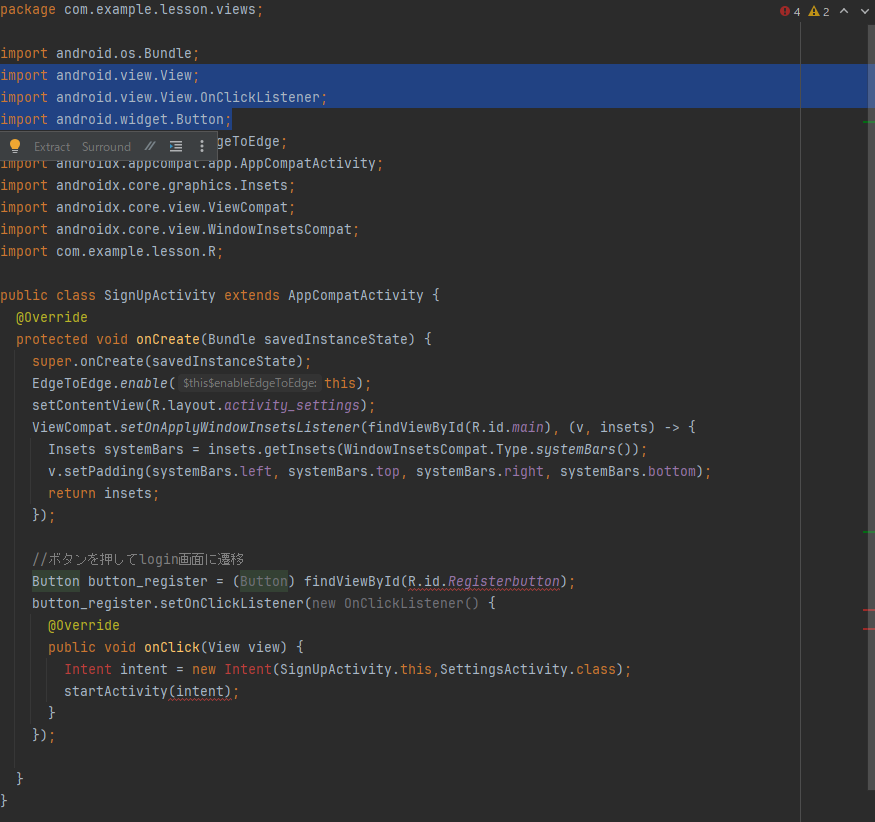 package com.example.lesson.views;
4 2
import android.os.Bundle;
import android.view.View;
import android.view.View.OnClickListener;
import android.widget.Button;
geToEdge;
Extract Surround
import androidx.appcompat.app.AppCompatActivity;
import androidx.core.graphics.Insets;
import androidx.core.view.ViewCompat;
import androidx.core.view.WindowInsetsCompat;
import com.example.lesson.R;
public class SignUpActivity extends AppCompatActivity {
@Override
protected void onCreate(Bundle savedInstanceState) {
super.onCreate(savedInstanceState);
EdgeToEdge.enable( $this$enableEdgeToEdge: this);
setContentView(R.layout.activity_settings);
ViewCompat.setOnApplyWindowInsetsListener(findViewById(R.id.main), (v, insets) -> {
Insets systemBars = insets.getInsets(WindowInsetsCompat.Type.systemBars());
v.setPadding(systemBars.left, systemBars.top, systemBars.right, systemBars.bottom);
return insets;
});
//ボタンを押してlogin画面に遷移
Button button_register = (Button) findViewById(R.id.Registerbutton);
button_register.setOnClickListener(new OnClickListener() {
@Override
public void onClick(View view) {
Intent intent = new Intent(SignUpActivity.this,SettingsActivity.class);
startActivity(intent);
}
});
}
}